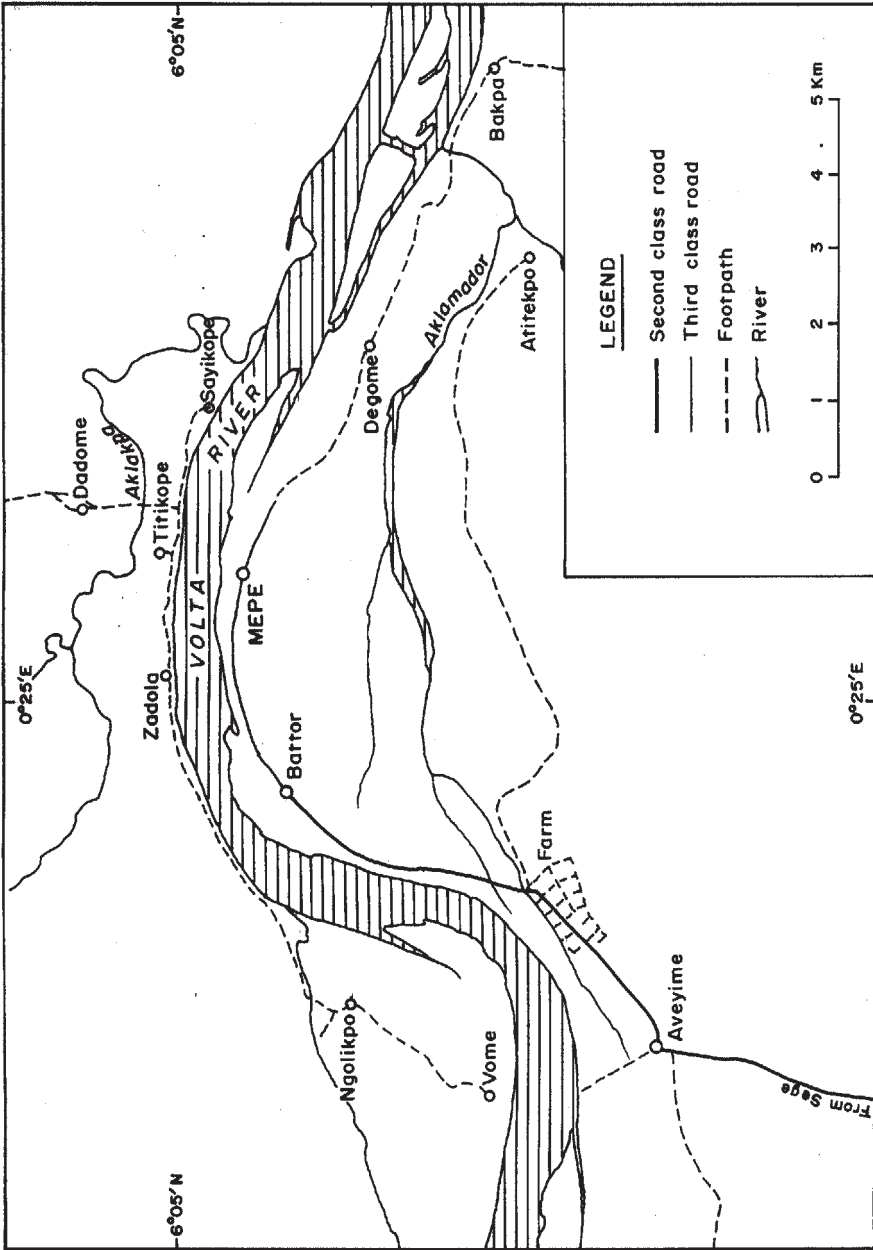 0°25'E
Dadome
Aklakpa
Zadola
Titikope
6°05'N
6°05'N
Sayikope
VOLTA RIVER
MEPE
Battor
Ngolikpo
Degome
Aklamador
Bakpa
Vome
Atitekpo
Farm
Aveyime
From Sege
LEGEND
Second class road
Third class road
Footpath
River
0 1 2 3 4 5 Km
0°25'E